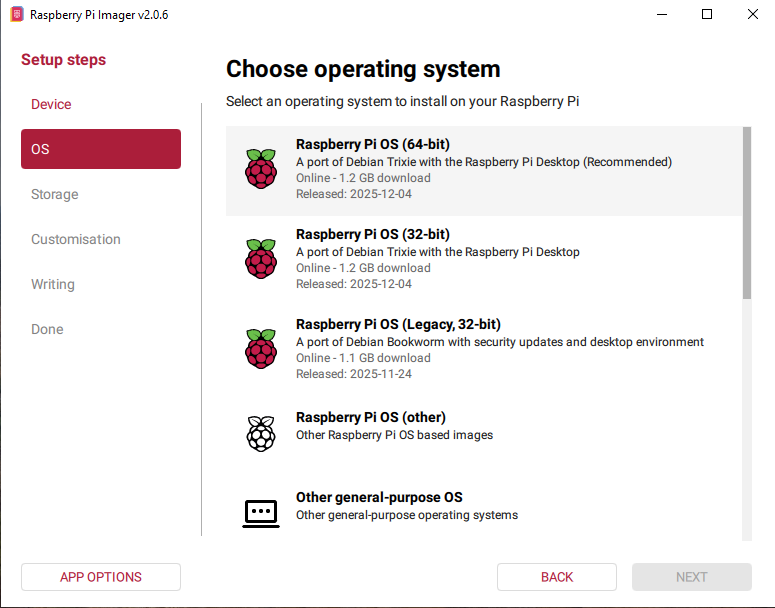 Raspberry Pi Imager v2.0.6
Setup steps
Device
OS
Storage
Customisation
Writing
Done
APP OPTIONS
Choose operating system
Select an operating system to install on your Raspberry Pi
Raspberry Pi OS (64-bit)
A port of Debian Trixie with the Raspberry Pi Desktop (Recommended)
Online - 1.2 GB download
Released: 2025-12-04
Raspberry Pi OS (32-bit)
A port of Debian Trixie with the Raspberry Pi Desktop
Online - 1.2 GB download
Released: 2025-12-04
Raspberry Pi OS (Legacy, 32-bit)
A port of Debian Bookworm with security updates and desktop environment
Online - 1.1 GB download
Released: 2025-11-24
Raspberry Pi OS (other)
Other Raspberry Pi OS based images
Other general-purpose OS
Other general-purpose operating systems
BACK
NEXT